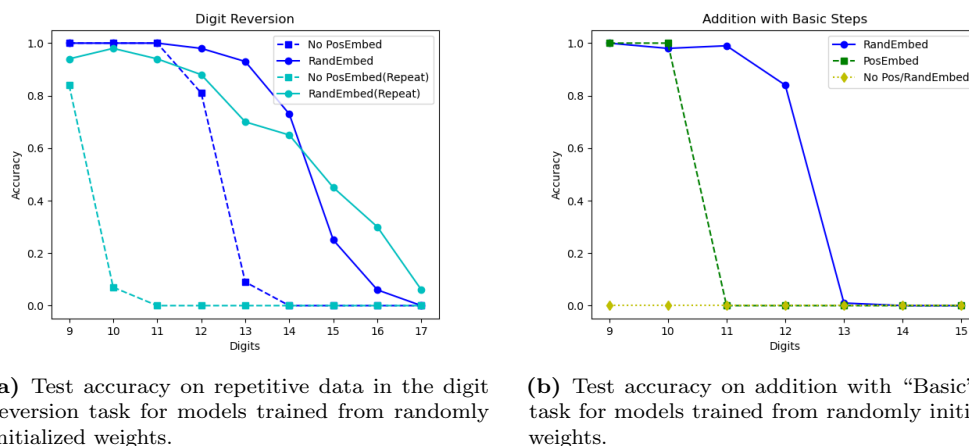 Digit Reversion
No PosEmbed
RandEmbed
No PosEmbed(Repeat)
RandEmbed(Repeat)
Accuracy
1.0
0.8
0.6
0.4
0.2
0.0
9 10 11 12 13 14 15 16 17
Digits
Addition with Basic Steps
RandEmbed
PosEmbed
No Pos/RandEmbed
Accuracy
1.0
0.8
0.6
0.4
0.2
0.0
9 10 11 12 13 14 15
Digits
a) Test accuracy on repetitive data in the digit
eversion task for models trained from randomly
nitialized weights.
(b) Test accuracy on addition with “Basic”
task for models trained from randomly initi
weights.